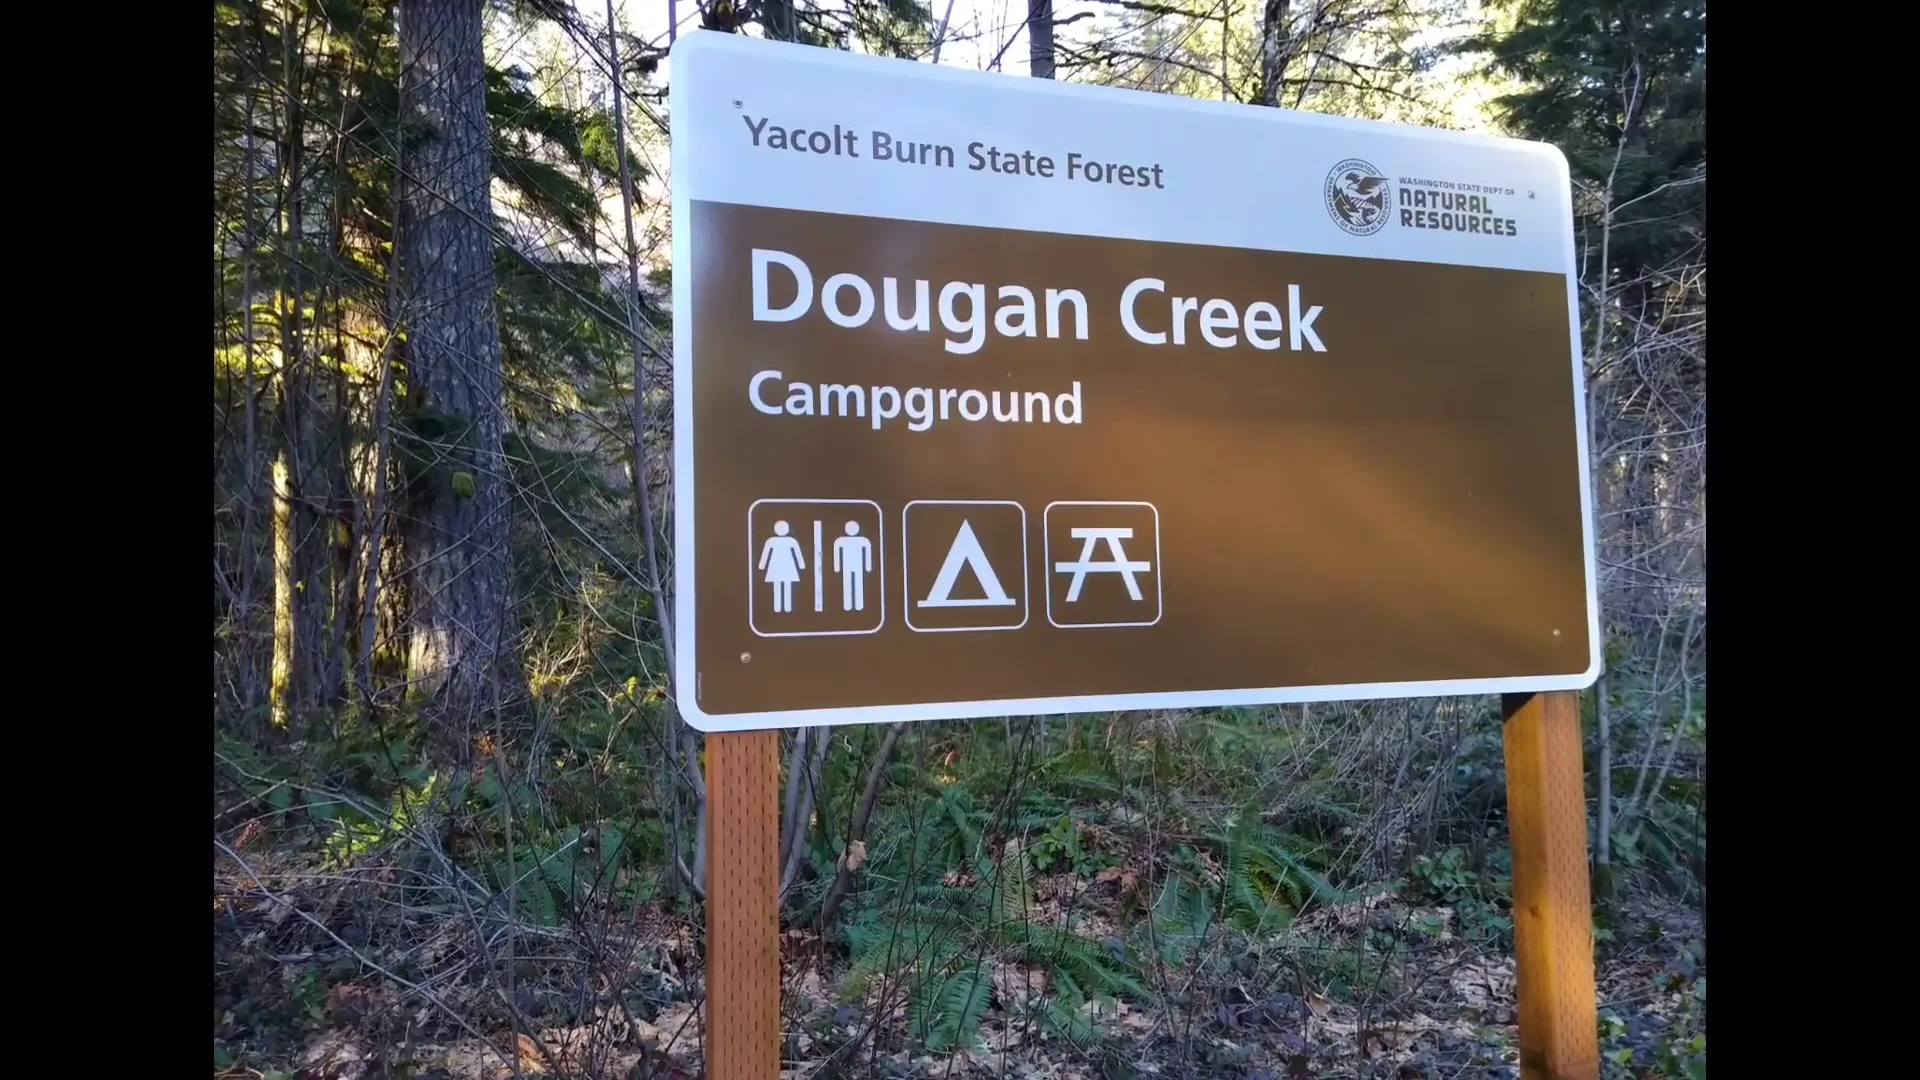 Yacolt Burn State Forest
WASHINGTON STATE DEPT OF
NATURAL
RESOURCES
Dougan Creek
Campground